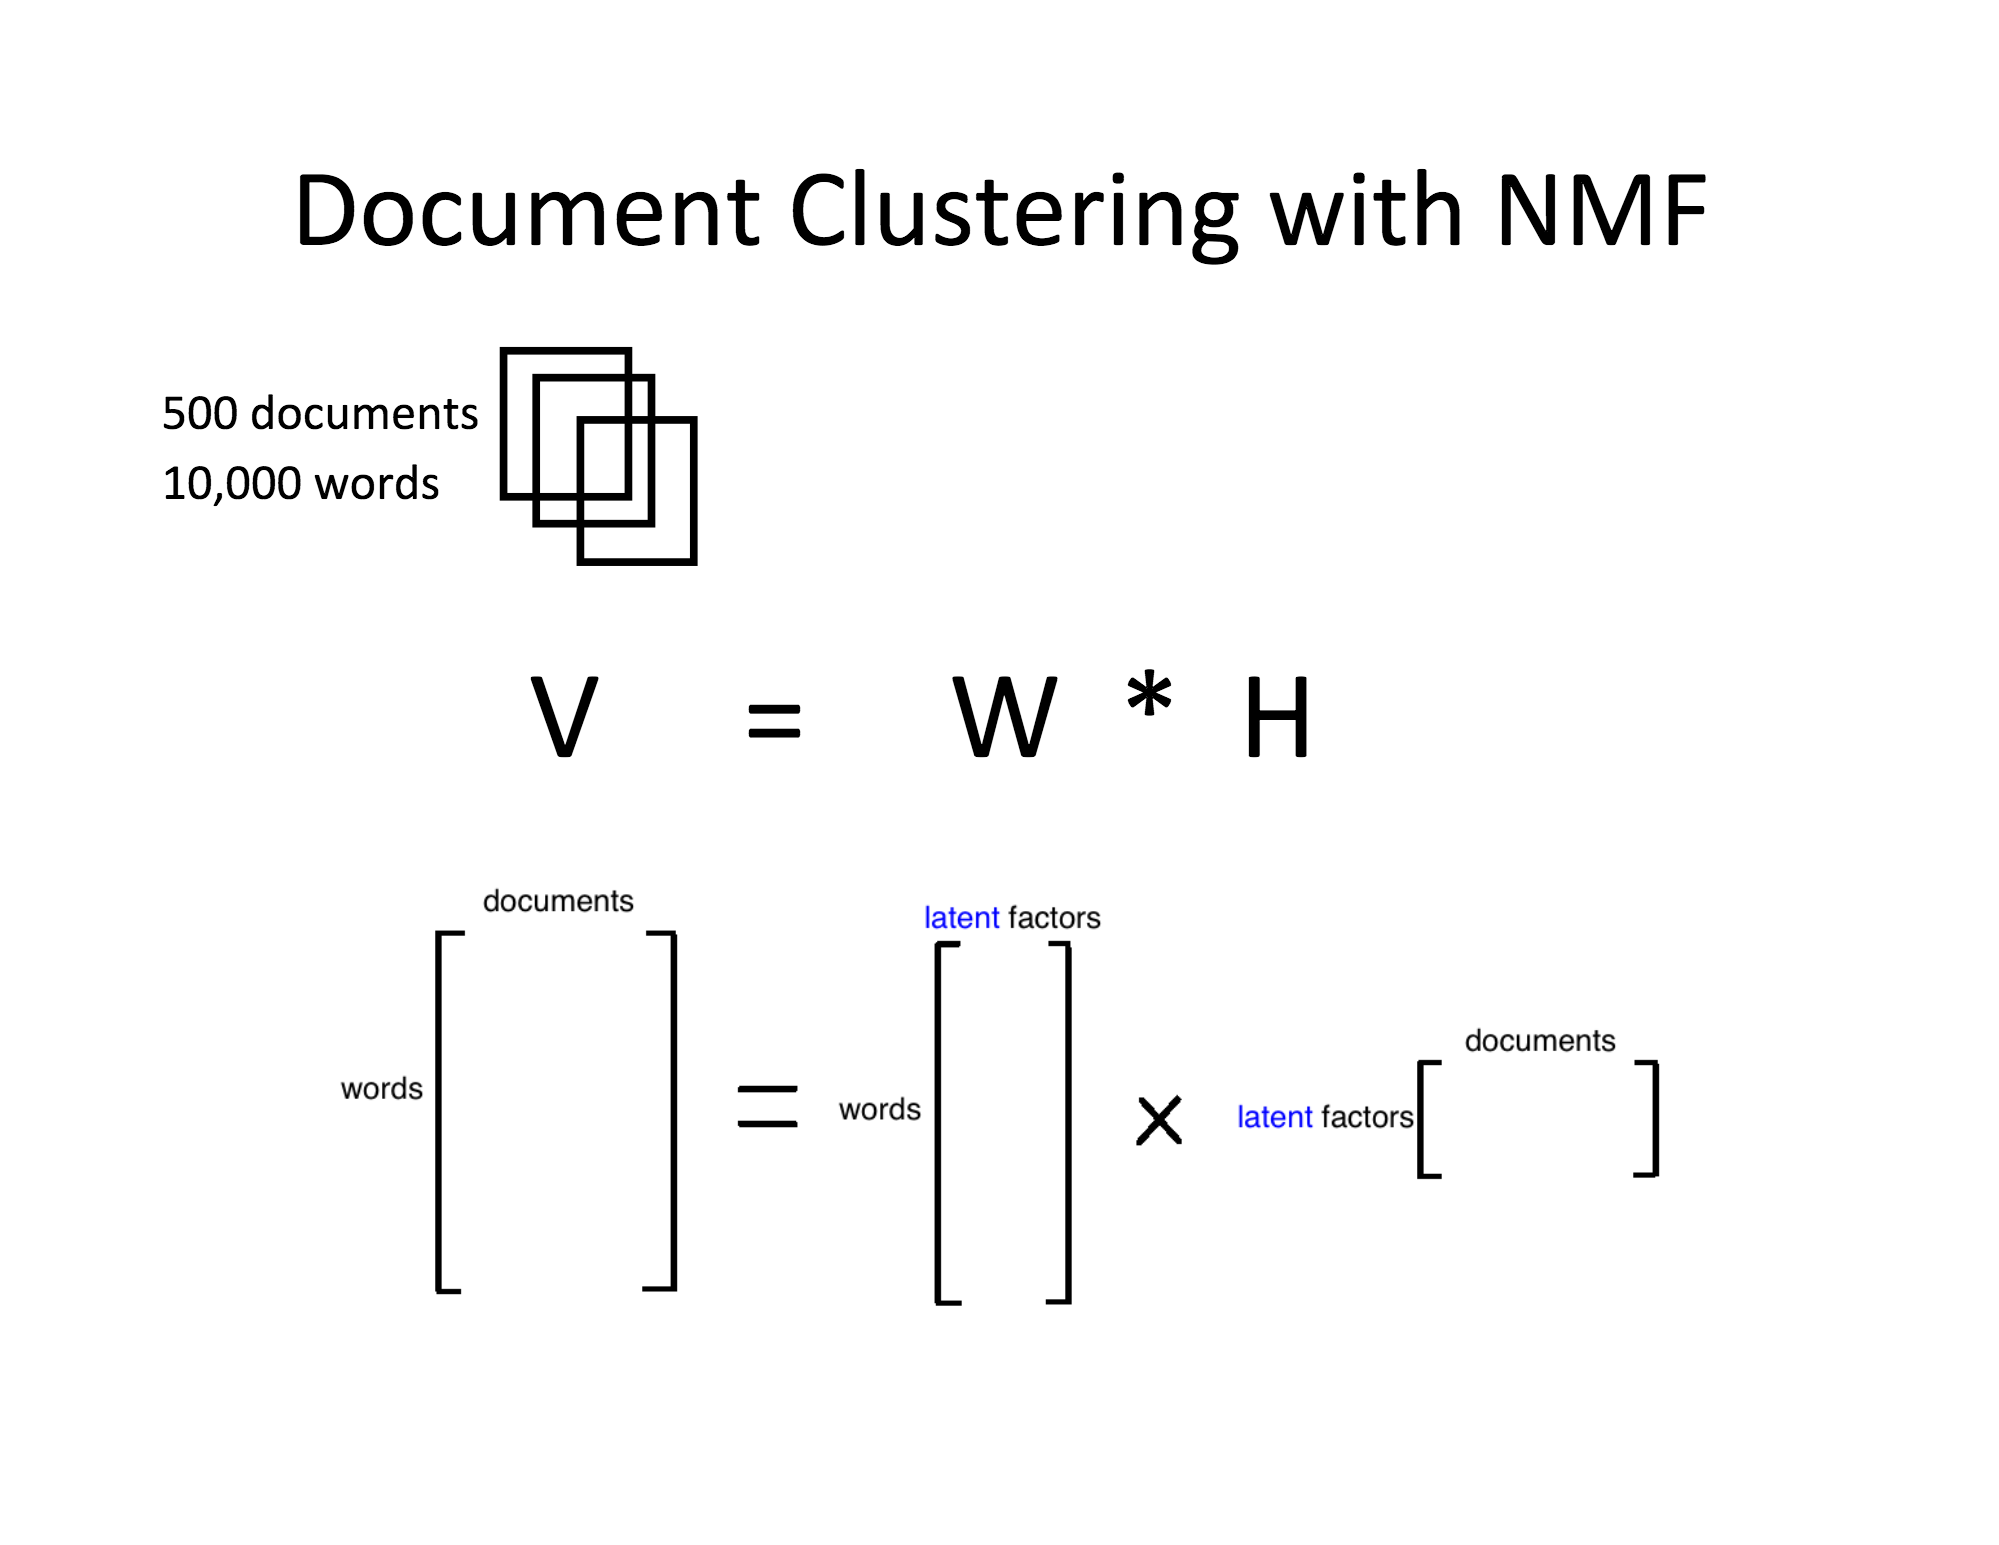 Document Clustering with NMF
500 documents
10,000 words
V = W * H
documents
latent factors
documents
words
=
words
×
latent factors